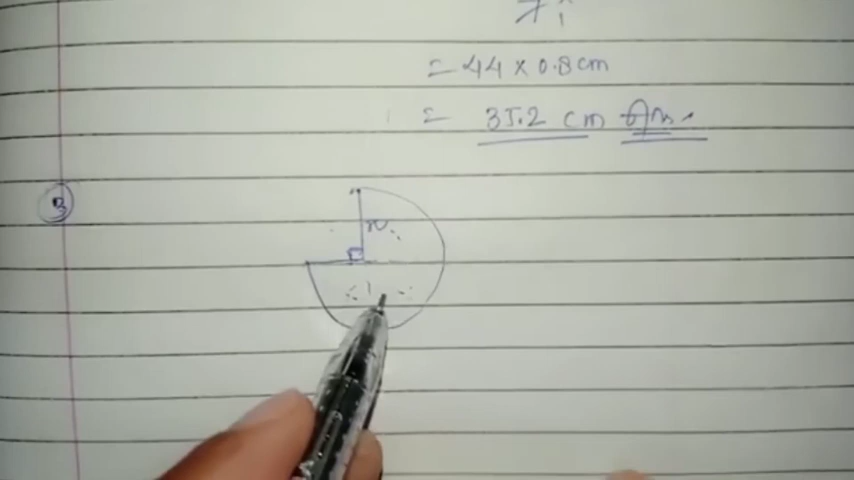 = 44 × 0.8 cm
= 35.2 cm Ans.
3
r